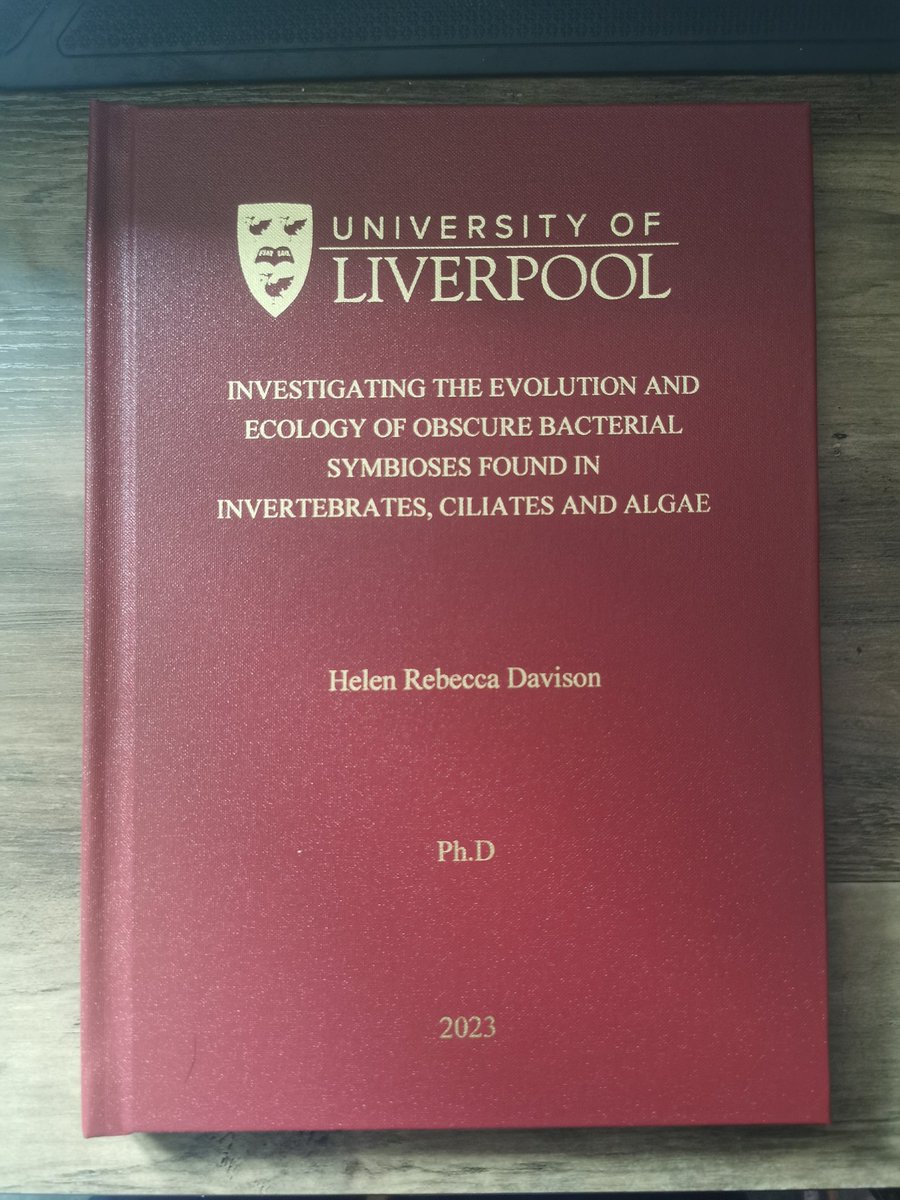 UNIVERSITY OF
LIVERPOOL
INVESTIGATING THE EVOLUTION AND
ECOLOGY OF OBSCURE BACTERIAL
SYMBIOSES FOUND IN
INVERTEBRATES, CILIATES AND ALGAE
Helen Rebecca Davison
Ph.D
2023